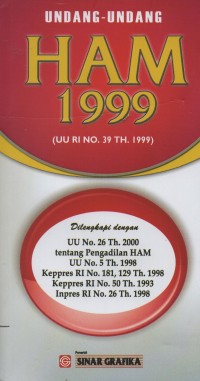 UNDANG-UNDANG
HAM
1999
(UU RI NO. 39 TH. 1999)
Dilengkapi dengan
UU No. 26 Th. 2000
tentang Pengadilan HAM
UU No. 5 Th. 1998
Keppres RI No. 181, 129 Th. 1998
Keppres RI No. 50 Th. 1993
Inpres RI No. 26 Th. 1998
Penerbit
SINAR GRAFIKA